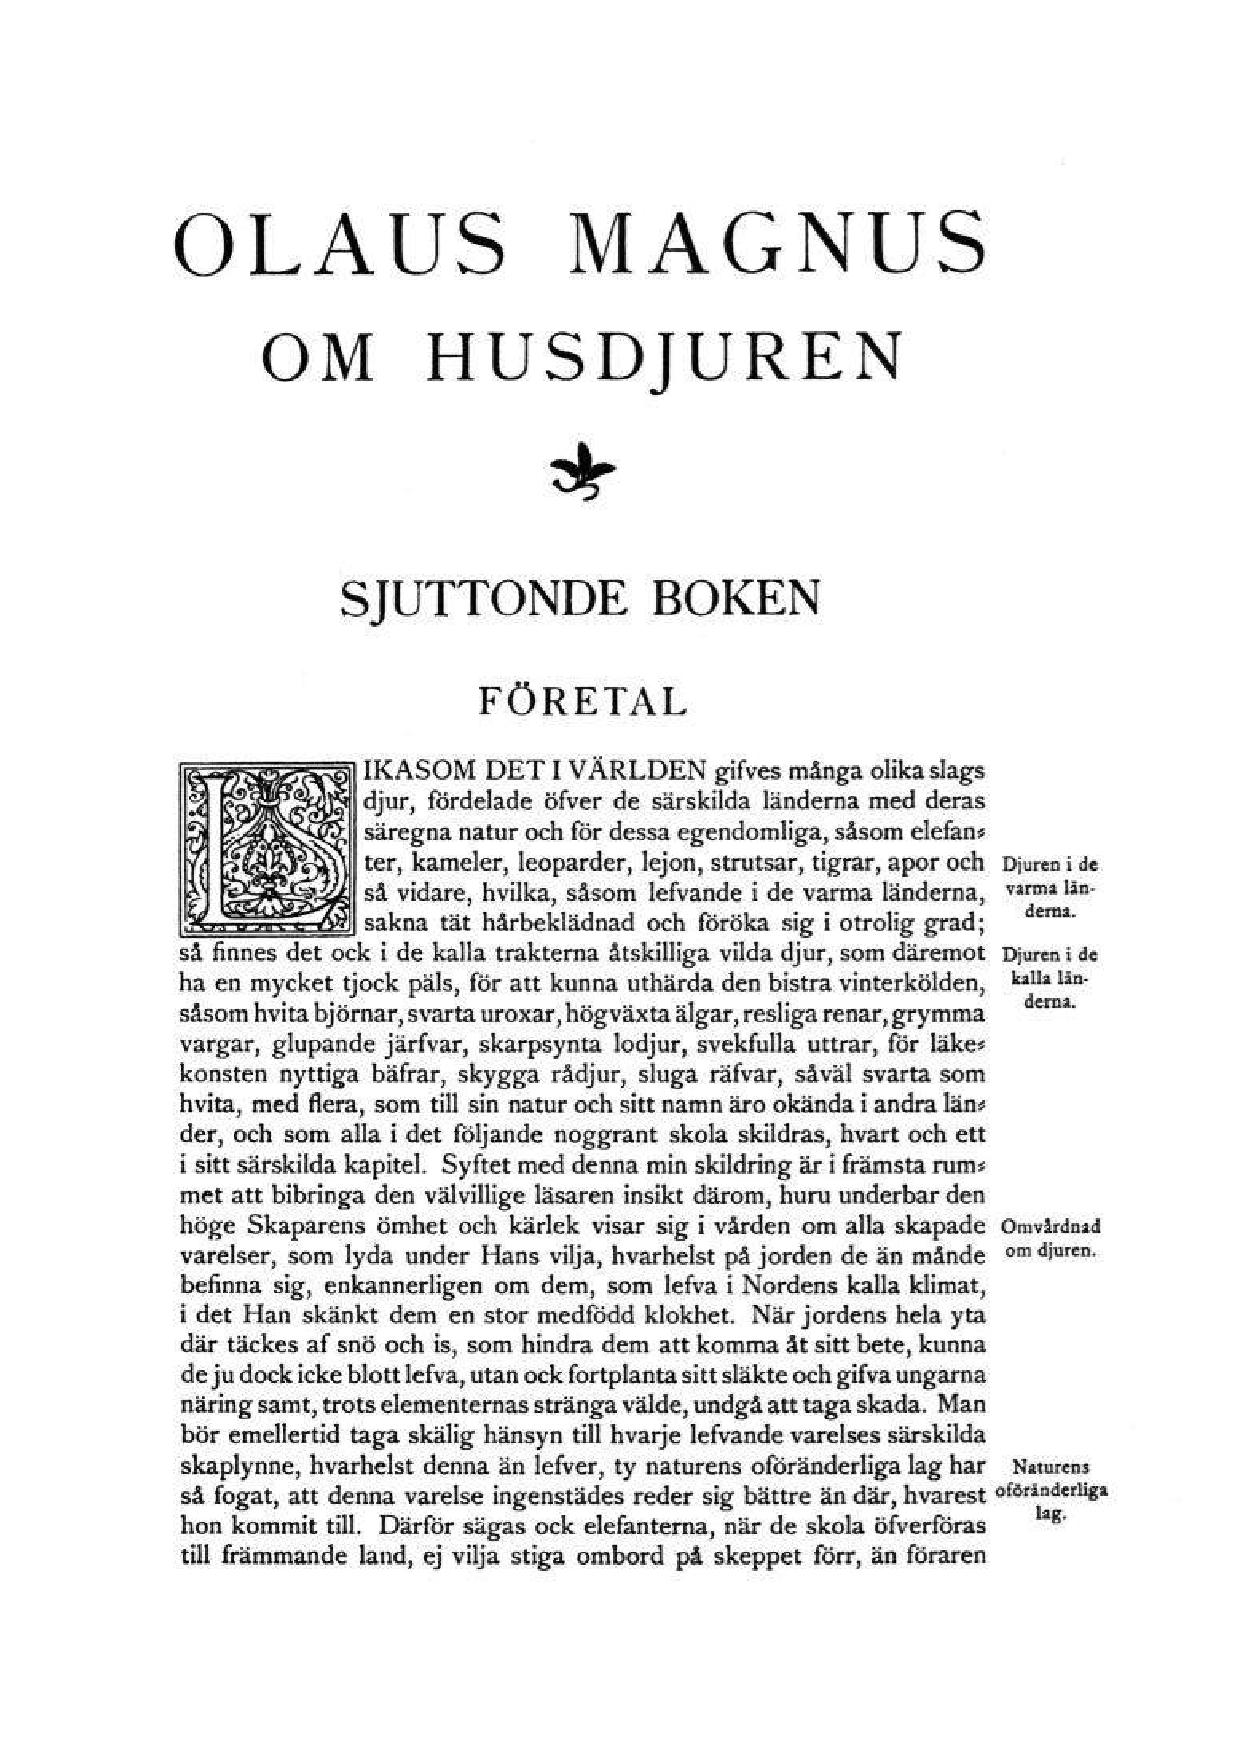 OLAUS MAGNUS
OM HUSDJUREN
SJUTTONDE BOKEN
FÖRETAL
LIKASOM DET I VÄRLDEN gifves många olika slags
djur, fördelade öfver de särskilda länderna med deras
säregna natur och för dessa egendomliga, såsom elefan⸗
ter, kameler, leoparder, lejon, strutsar, tigrar, apor och
så vidare, hvilka, såsom lefvande i de varma länderna,
sakna tät hårbeklädnad och föröka sig i otrolig grad;
så finnes det ock i de kalla trakterna åtskilliga vilda djur, som däremot
ha en mycket tjock päls, för att kunna uthärda den bistra vinterkölden,
såsom hvita björnar, svarta uroxar, högväxta älgar, resliga renar, grymma
vargar, glupande järfvar, skarpsynta lodjur, svekfulla uttrar, för läke⸗
konsten nyttiga bäfrar, skygga rådjur, sluga räfvar, såväl svarta som
hvita, med flera, som till sin natur och sitt namn äro okända i andra län⸗
der, och som alla i det följande noggrant skola skildras, hvart och ett
i sitt särskilda kapitel. Syftet med denna min skildring är i främsta rum⸗
met att bibringa den välvillige läsaren insikt därom, huru underbar den
höge Skaparens ömhet och kärlek visar sig i vården om alla skapade
varelser, som lyda under Hans vilja, hvarhelst på jorden de än månde
befinna sig, enkannerligen om dem, som lefva i Nordens kalla klimat,
i det Han skänkt dem en stor medfödd klokhet. När jordens hela yta
där täckes af snö och is, som hindra dem att komma åt sitt bete, kunna
de ju dock icke blott lefva, utan ock fortplanta sitt släkte och gifva ungarna
näring samt, trots elementernas stränga välde, undgå att taga skada. Man
bör emellertid taga skälig hänsyn till hvarje lefvande varelses särskilda
skaplynne, hvarhelst denna än lefver, ty naturens oföränderliga lag har
så fogat, att denna varelse ingenstädes reder sig bättre än där, hvarest
hon kommit till. Därför sägas ock elefanterna, när de skola öfverföras
till främmande land, ej vilja stiga ombord på skeppet förr, än föraren
Djuren i de
varma län-
derna.
Djuren i de
kalla län-
derna.
Omvårdnad
om djuren.
Naturens
oföränderliga
lag.